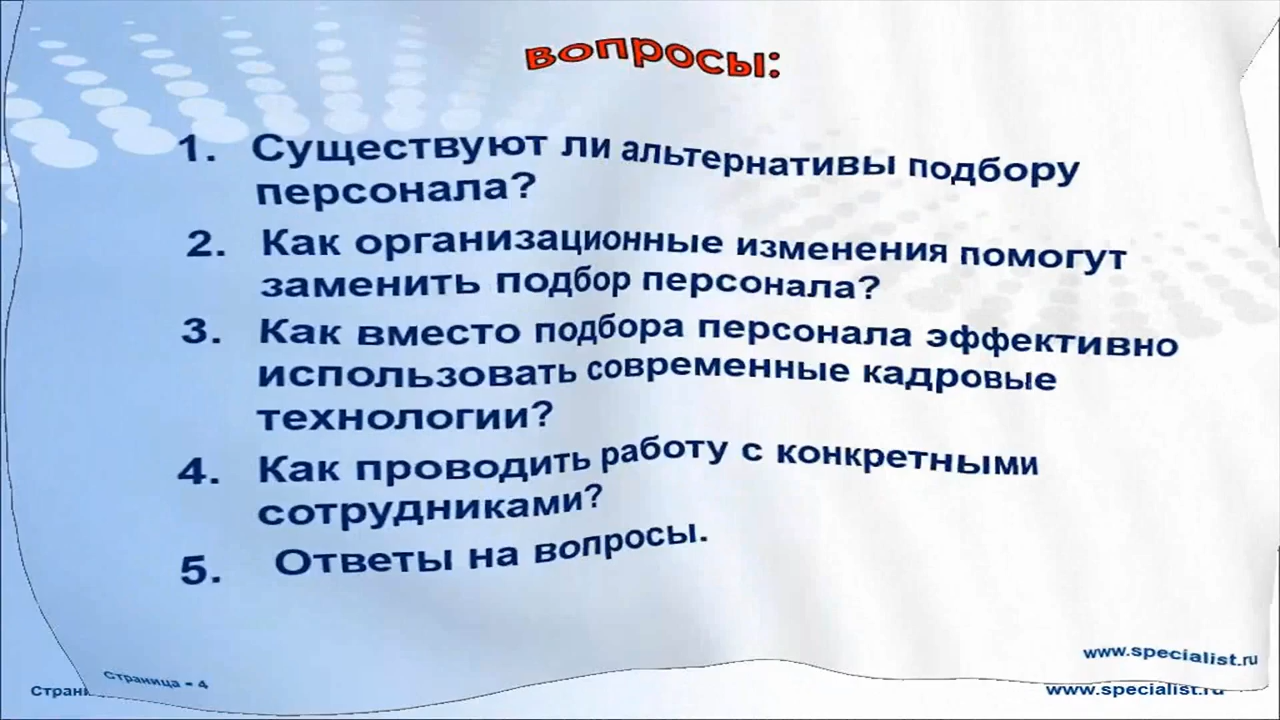 вопросы:
1. Существуют ли альтернативы подбору
персонала?
2. Как организационные изменения помогут
заменить подбор персонала?
3. Как вместо подбора персонала эффективно
использовать современные кадровые
технологии?
4. Как проводить работу с конкретными
сотрудниками?
5. Ответы на вопросы.
www.specialist.ru
Страница - 4
www.specialist.ru